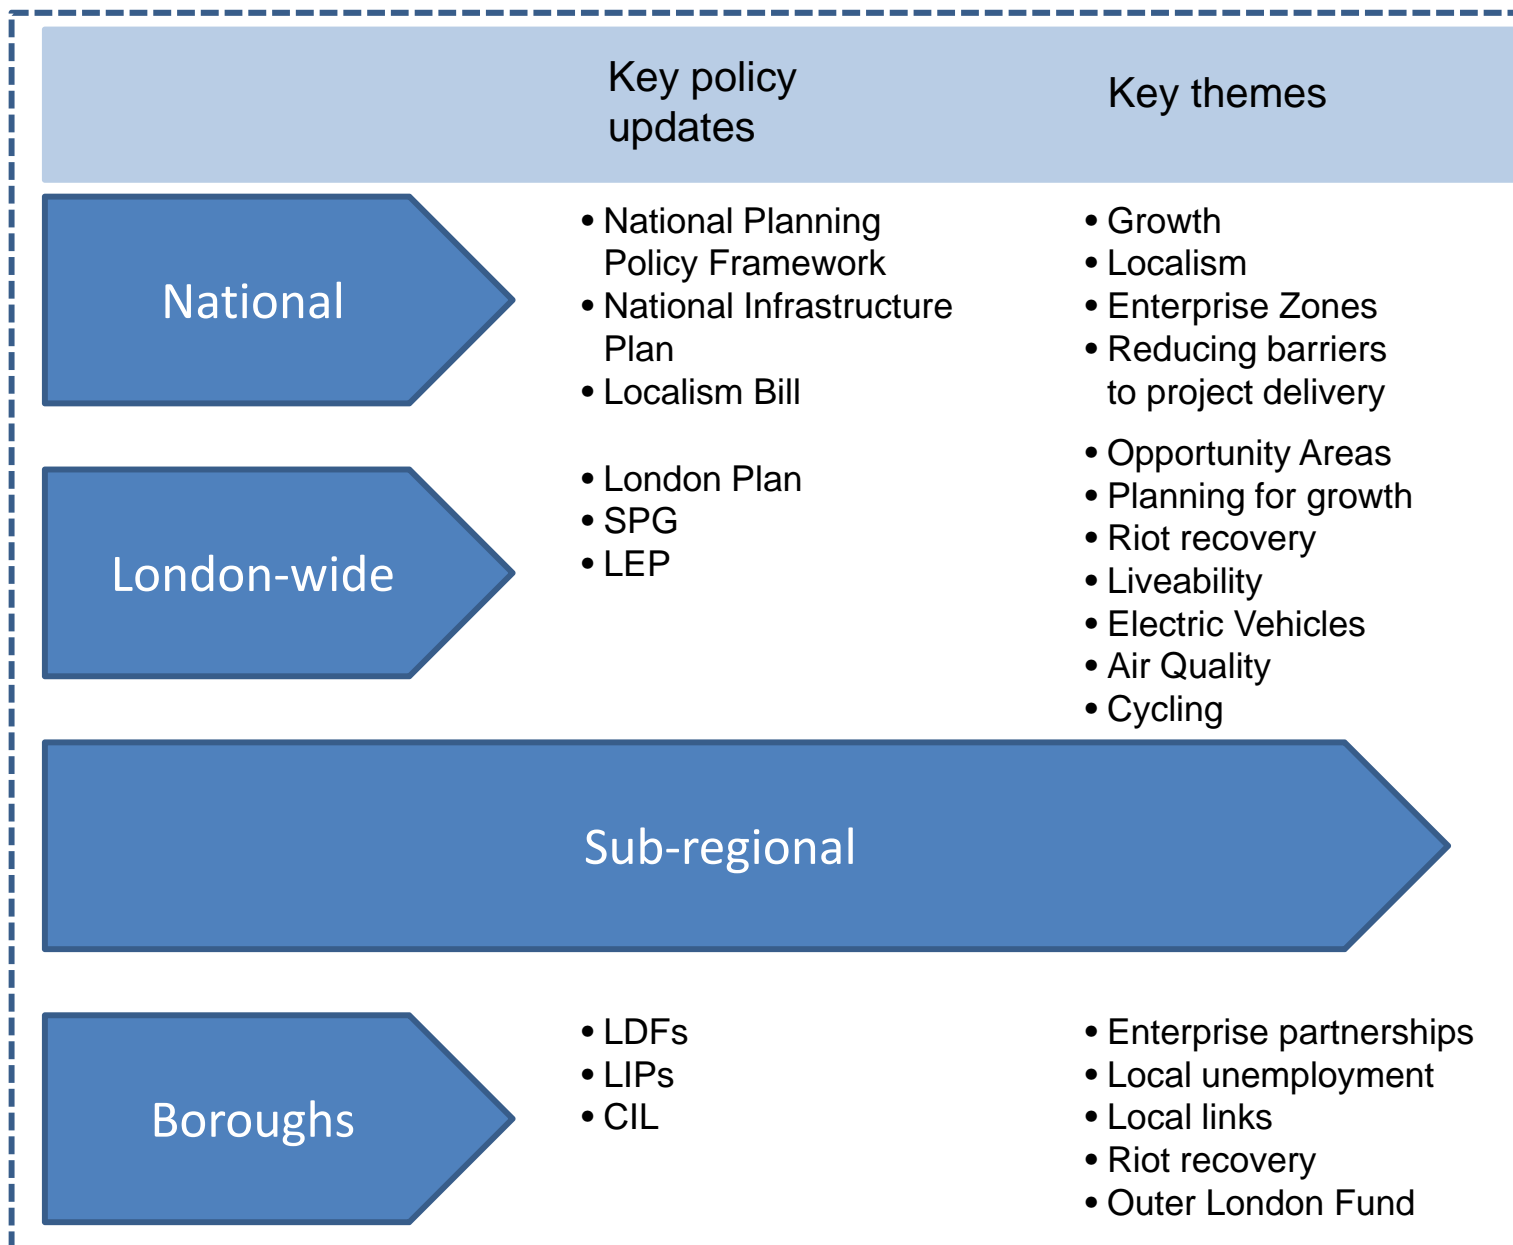 Key policy
updates
Key themes
National
• National Planning
Policy Framework
• National Infrastructure
Plan
• Localism Bill
• Growth
• Localism
• Enterprise Zones
• Reducing barriers
to project delivery
London-wide
• London Plan
• SPG
• LEP
• Opportunity Areas
• Planning for growth
• Riot recovery
• Liveability
• Electric Vehicles
• Air Quality
• Cycling
Sub-regional
Boroughs
• LDFs
• LIPs
• CIL
• Enterprise partnerships
• Local unemployment
• Local links
• Riot recovery
• Outer London Fund